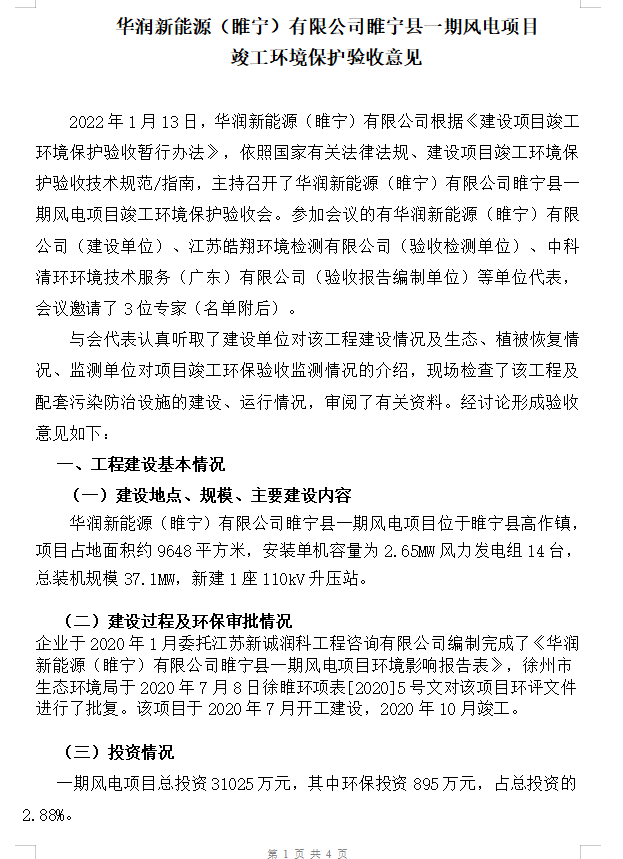 华润新能源（睢宁）有限公司睢宁县一期风电项目
竣工环境保护验收意见
2022年1月13日，华润新能源（睢宁）有限公司根据《建设项目竣工
环境保护验收暂行办法》，依照国家有关法律法规、建设项目竣工环境保
护验收技术规范/指南，主持召开了华润新能源（睢宁）有限公司睢宁县一
期风电项目竣工环境保护验收会。参加会议的有华润新能源（睢宁）有限
公司（建设单位）、江苏皓翔环境检测有限公司（验收检测单位）、中科
清环环境技术服务（广东）有限公司（验收报告编制单位）等单位代表，
会议邀请了 3 位专家（名单附后）。
与会代表认真听取了建设单位对该工程建设情况及生态、植被恢复情
况、监测单位对项目竣工环保验收监测情况的介绍，现场检查了该工程及
配套污染防治设施的建设、运行情况，审阅了有关资料。经讨论形成验收
意见如下：
一、工程建设基本情况
（一）建设地点、规模、主要建设内容
华润新能源（睢宁）有限公司睢宁县一期风电项目位于睢宁县高作镇，
项目占地面积约 9648 平方米，安装单机容量为 2.65MW 风力发电组 14 台，
总装机规模 37.1MW，新建 1 座 110kV 升压站。
（二）建设过程及环保审批情况
企业于 2020 年 1 月委托江苏新诚润科工程咨询有限公司编制完成了《华润
新能源（睢宁）有限公司睢宁县一期风电项目环境影响报告表》，徐州市
生态环境局于 2020 年 7 月 8 日徐睢环项表[2020]5 号文对该项目环评文件
进行了批复。该项目于 2020 年 7 月开工建设，2020 年 10 月竣工。
（三）投资情况
一期风电项目总投资 31025 万元，其中环保投资 895 万元，占总投资的
2.88%。
第 1 页 共 4 页